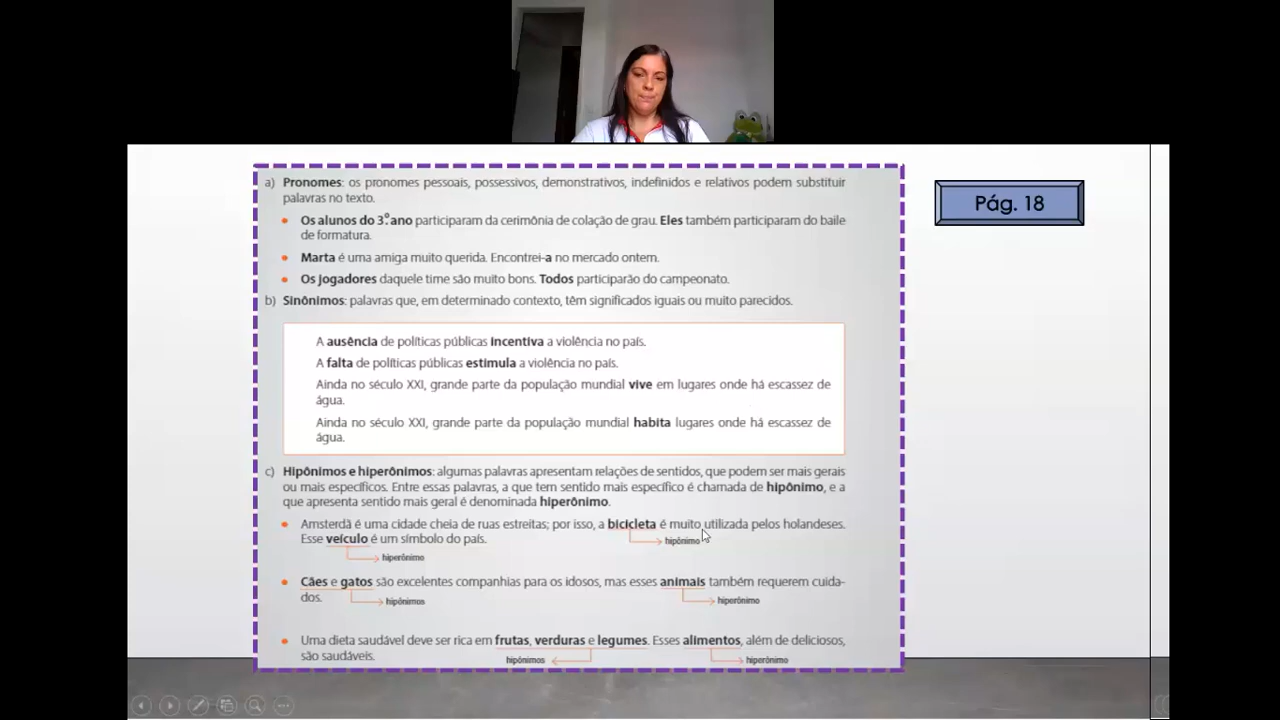 a) Pronomes: os pronomes pessoais, possessivos, demonstrativos, indefinidos e relativos podem substituir
palavras no texto.
• Os alunos do 3º ano participaram da cerimônia de colação de grau. Eles também participaram do baile
de formatura.
• Marta é uma amiga muito querida. Encontrei-a no mercado ontem.
• Os jogadores daquele time são muito bons. Todos participarão do campeonato.
b) Sinônimos: palavras que, em determinado contexto, têm significados iguais ou muito parecidos.
A ausência de políticas públicas incentiva a violência no país.
A falta de políticas públicas estimula a violência no país.
Ainda no século XXI, grande parte da população mundial vive em lugares onde há escassez de
água.
Ainda no século XXI, grande parte da população mundial habita lugares onde há escassez de
água.
c) Hipônimos e hiperônimos: algumas palavras apresentam relações de sentidos, que podem ser mais gerais
ou mais específicos. Entre essas palavras, a que tem sentido mais específico é chamada de hipônimo, e a
que apresenta sentido mais geral é denominada hiperônimo.
• Amsterdã é uma cidade cheia de ruas estreitas; por isso, a bicicleta é muito utilizada pelos holandeses.
hipônimo
Esse veículo é um símbolo do país.
hiperônimo
• Cães e gatos são excelentes companhias para os idosos, mas esses animais também requerem cuida-
dos.
hipônimos hiperônimo
• Uma dieta saudável deve ser rica em frutas, verduras e legumes. Esses alimentos, além de deliciosos,
são saudáveis.
hipônimos hiperônimo
Pág. 18